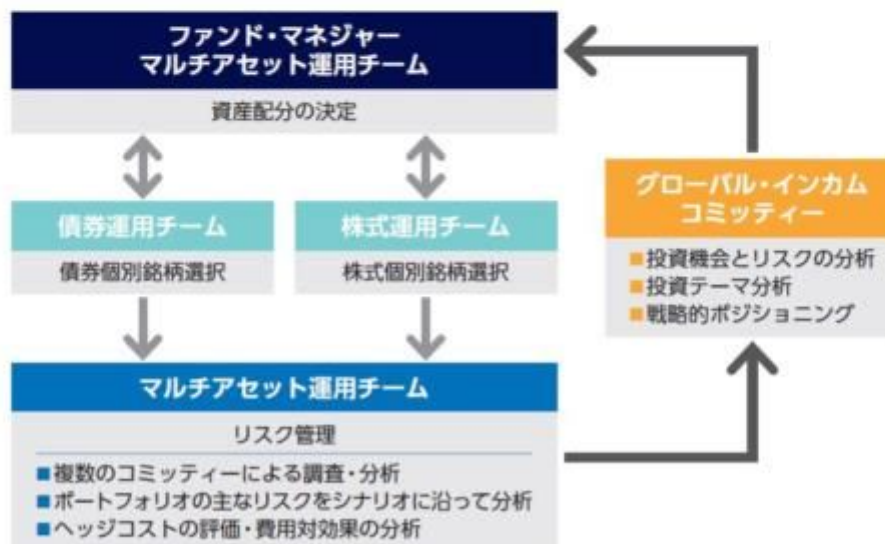 ファンド・マネジャー
マルチアセット運用チーム
資産配分の決定
債券運用チーム
債券個別銘柄選択
株式運用チーム
株式個別銘柄選択
グローバル・インカム
コミッティー
■投資機会とリスクの分析
■投資テーマ分析
■戦略的ポジショニング
マルチアセット運用チーム
リスク管理
■複数のコミッティーによる調査・分析
■ポートフォリオの主なリスクをシナリオに沿って分析
■ヘッジコストの評価・費用対効果の分析